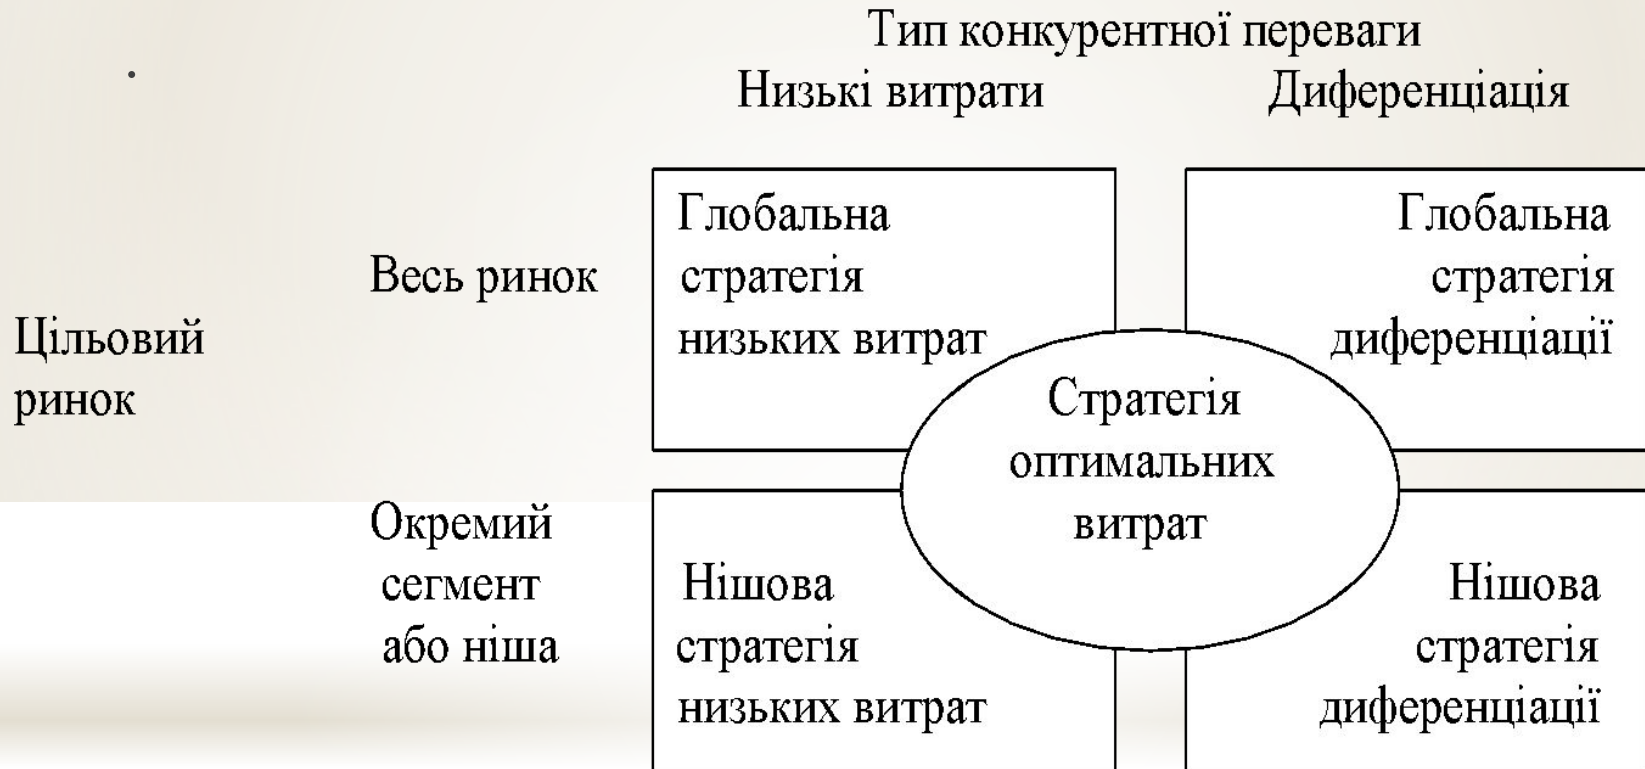 Тип конкурентної переваги
Низькі витрати Диференціація
Весь ринок
Цільовий
ринок
Глобальна
стратегія
низьких витрат
Глобальна
стратегія
диференціації
Стратегія
оптимальних
витрат
Окремий
сегмент
або ніша
Нішова
стратегія
низьких витрат
Нішова
стратегія
диференціації